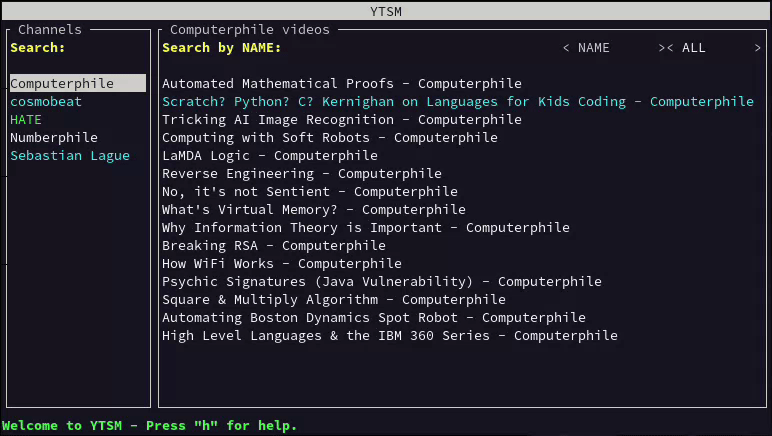 YTSM
Channels
Search:
Computerphile
cosmobeat
HATE
Numberphile
Sebastian Lague
Computerphile videos
Search by NAME: < NAME >< ALL >
Automated Mathematical Proofs - Computerphile
Scratch? Python? C? Kernighan on Languages for Kids Coding - Computerphile
Tricking AI Image Recognition - Computerphile
Computing with Soft Robots - Computerphile
LaMDA Logic - Computerphile
Reverse Engineering - Computerphile
No, it's not Sentient - Computerphile
What's Virtual Memory? - Computerphile
Why Information Theory is Important - Computerphile
Breaking RSA - Computerphile
How WiFi Works - Computerphile
Psychic Signatures (Java Vulnerability) - Computerphile
Square & Multiply Algorithm - Computerphile
Automating Boston Dynamics Spot Robot - Computerphile
High Level Languages & the IBM 360 Series - Computerphile
Welcome to YTSM - Press "h" for help.